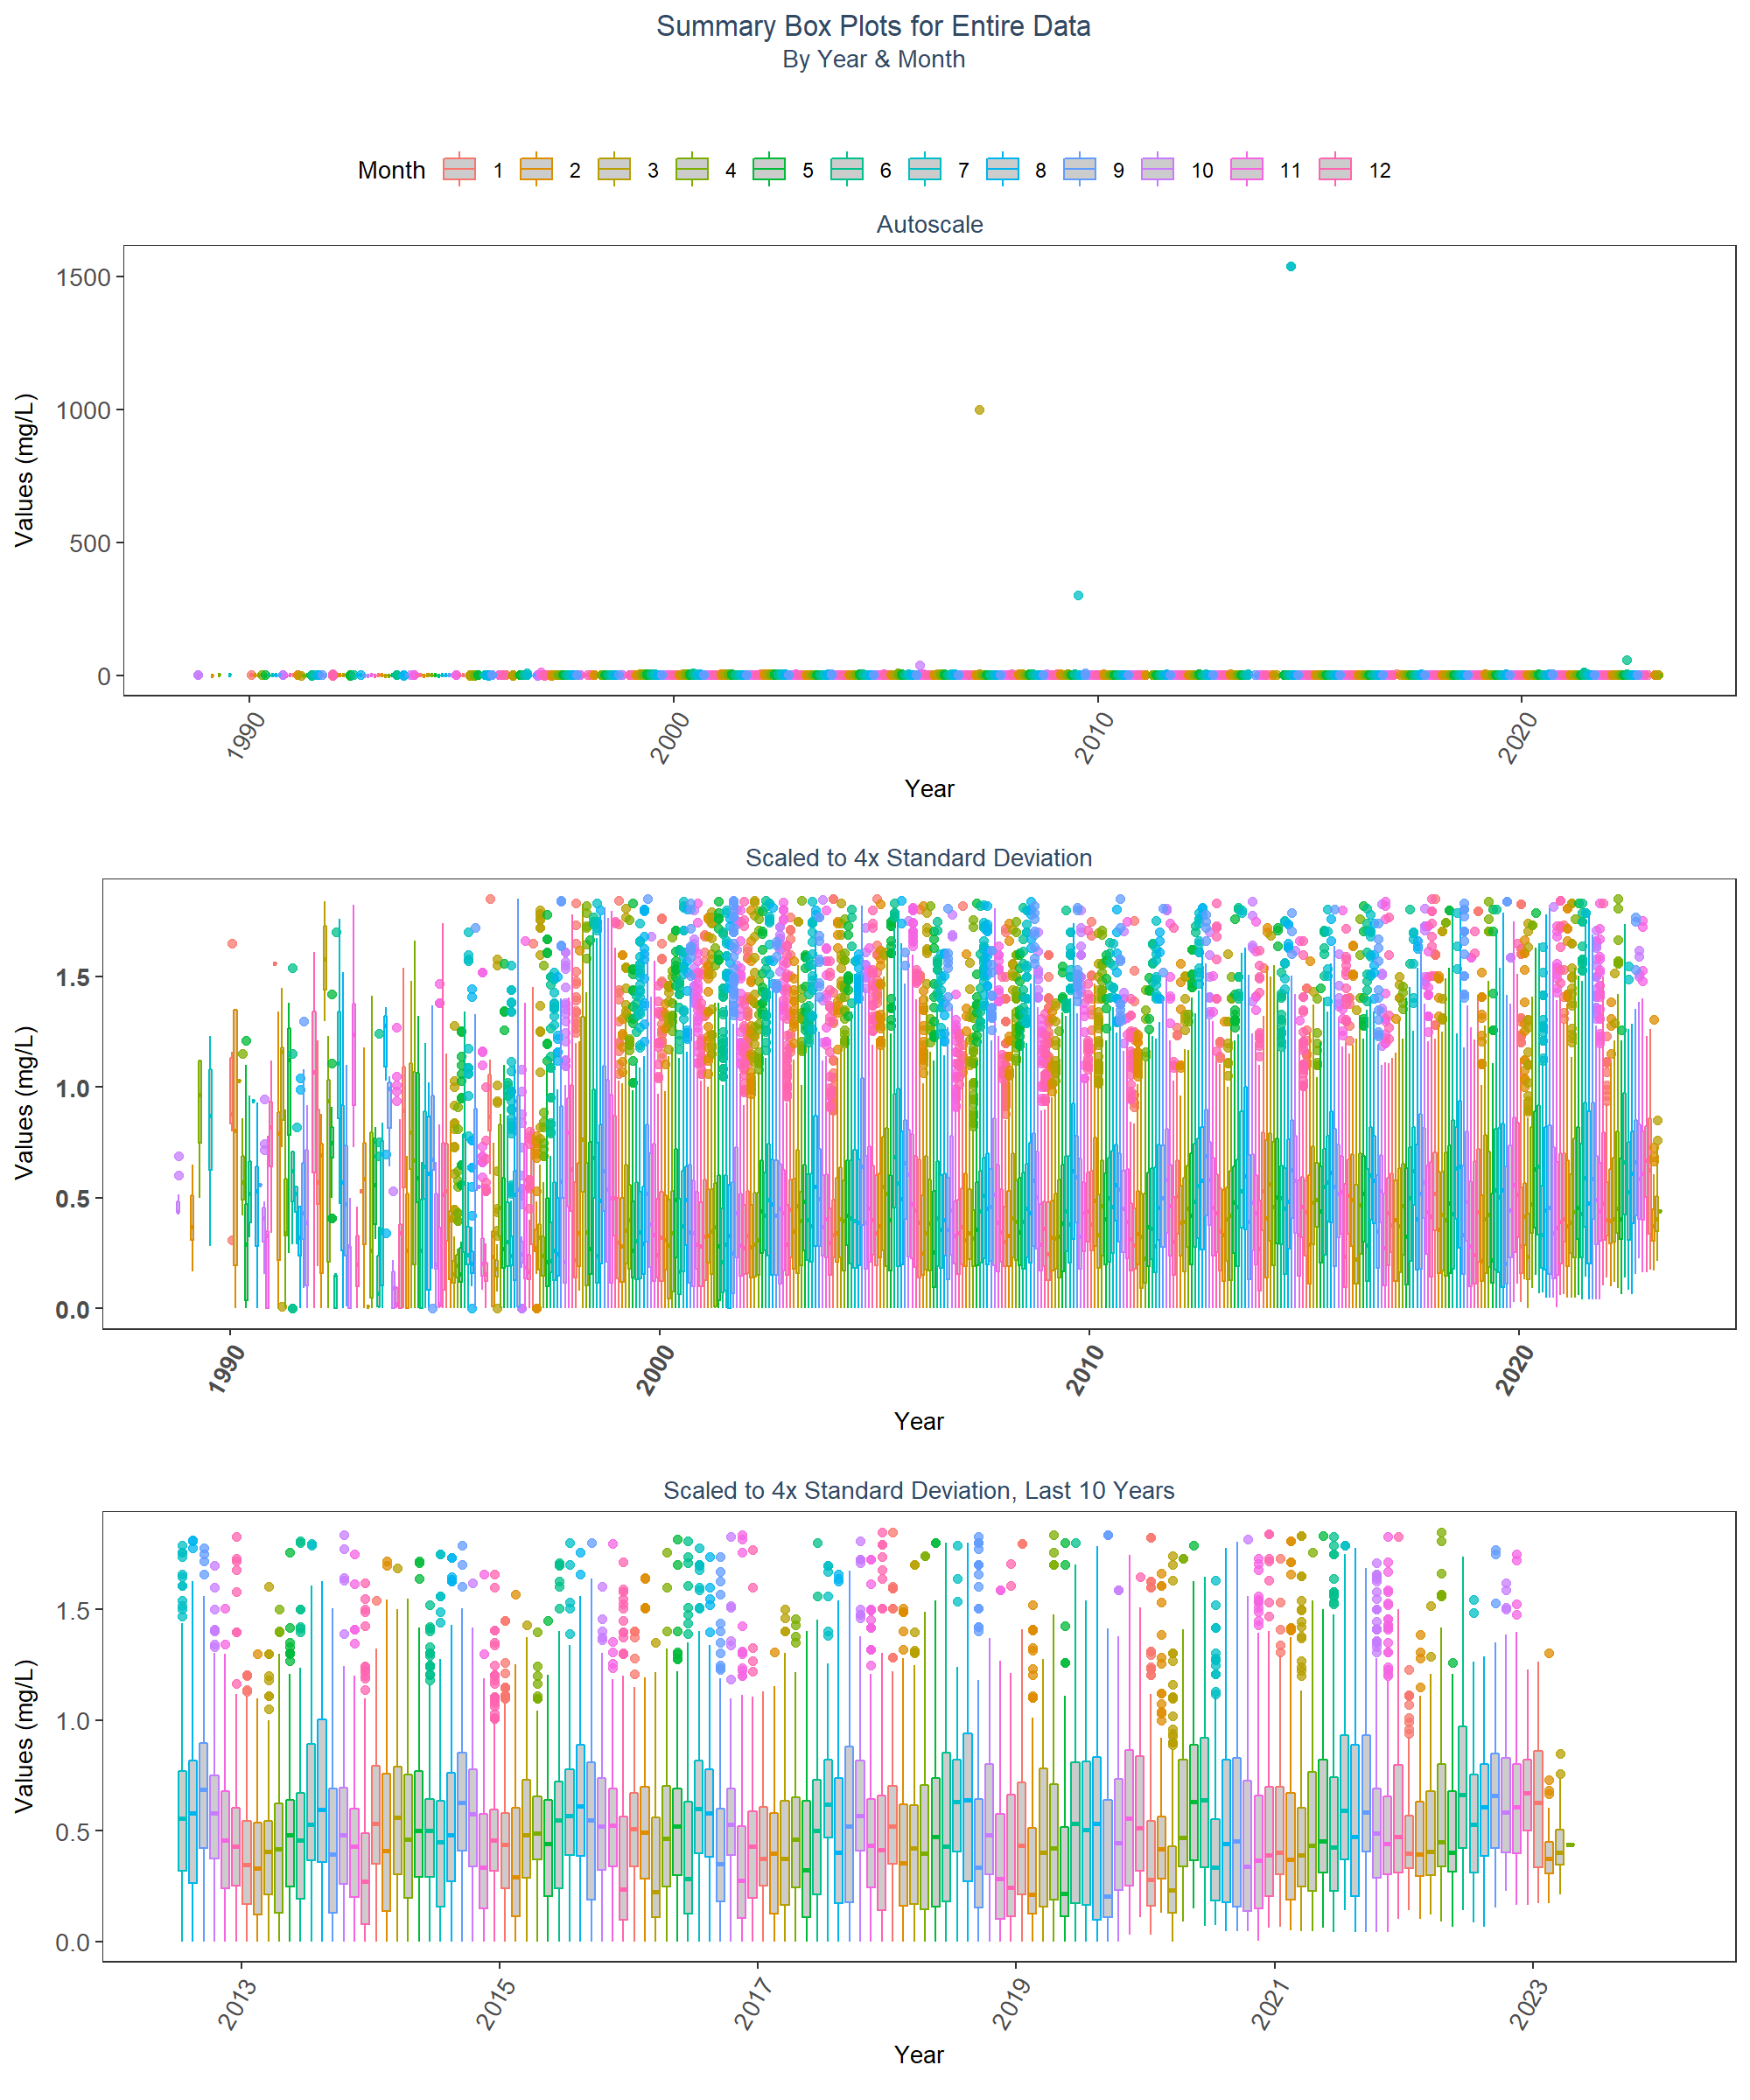 Summary Box Plots for Entire Data
By Year & Month
Month 1 2 3 4 5 6 7 8 9 10 11 12
Autoscale
Values (mg/L)
1500
1000
500
0
1990 2000 2010 2020
Year
Scaled to 4x Standard Deviation
Values (mg/L)
1.5
1.0
0.5
0.0
1990 2000 2010 2020
Year
Scaled to 4x Standard Deviation, Last 10 Years
Values (mg/L)
1.5
1.0
0.5
0.0
2013 2015 2017 2019 2021 2023
Year